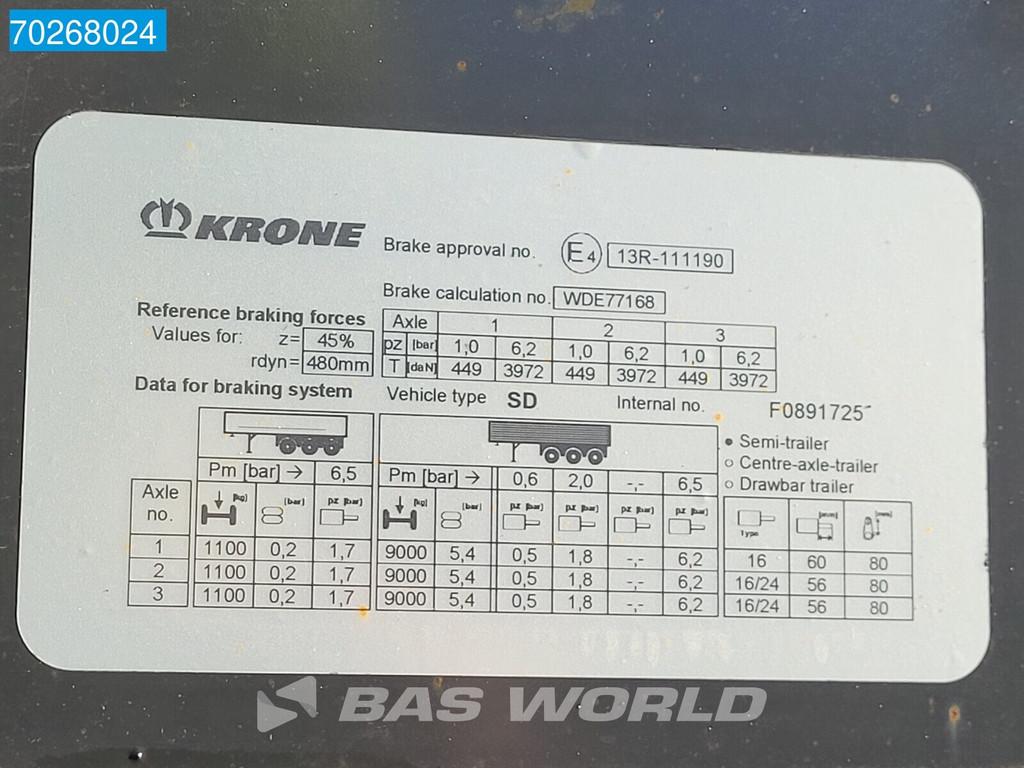 70268024
KRONE
Brake approval no. E4 13R-111190
Brake calculation no. WDE77168
Reference braking forces
Values for: z= 45%
rdyn= 480mm
Axle 1 2 3
pz [bar] 1,0 6,2 1,0 6,2 1,0 6,2
T [daN] 449 3972 449 3972 449 3972
Data for braking system
Vehicle type SD Internal no. F0891725
Semi-trailer
Centre-axle-trailer
Drawbar trailer
Pm [bar] → 6,5 Pm [bar] → 0,6 2,0 -,- 6,5
Axle no. [kg] [bar] pz [bar] [kg] [bar] pz [bar] pz [bar] pz [bar] pz [bar] Type [mm] [mm]
1 1100 0,2 1,7 9000 5,4 0,5 1,8 -,- 6,2 16 60 80
2 1100 0,2 1,7 9000 5,4 0,5 1,8 -,- 6,2 16/24 56 80
3 1100 0,2 1,7 9000 5,4 0,5 1,8 -,- 6,2 16/24 56 80
BAS WORLD